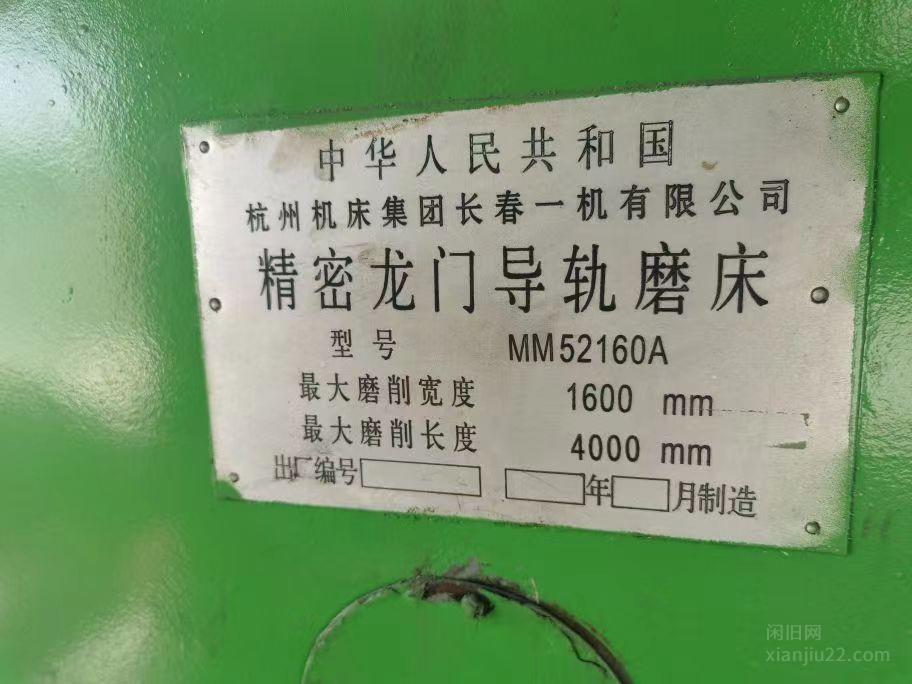 中华人民共和国
杭州机床集团长春一机有限公司
精密龙门导轨磨床
型号 MM52160A
最大磨削宽度 1600 mm
最大磨削长度 4000 mm
出厂编号 年 月制造
闲旧网
xianjiu22.com